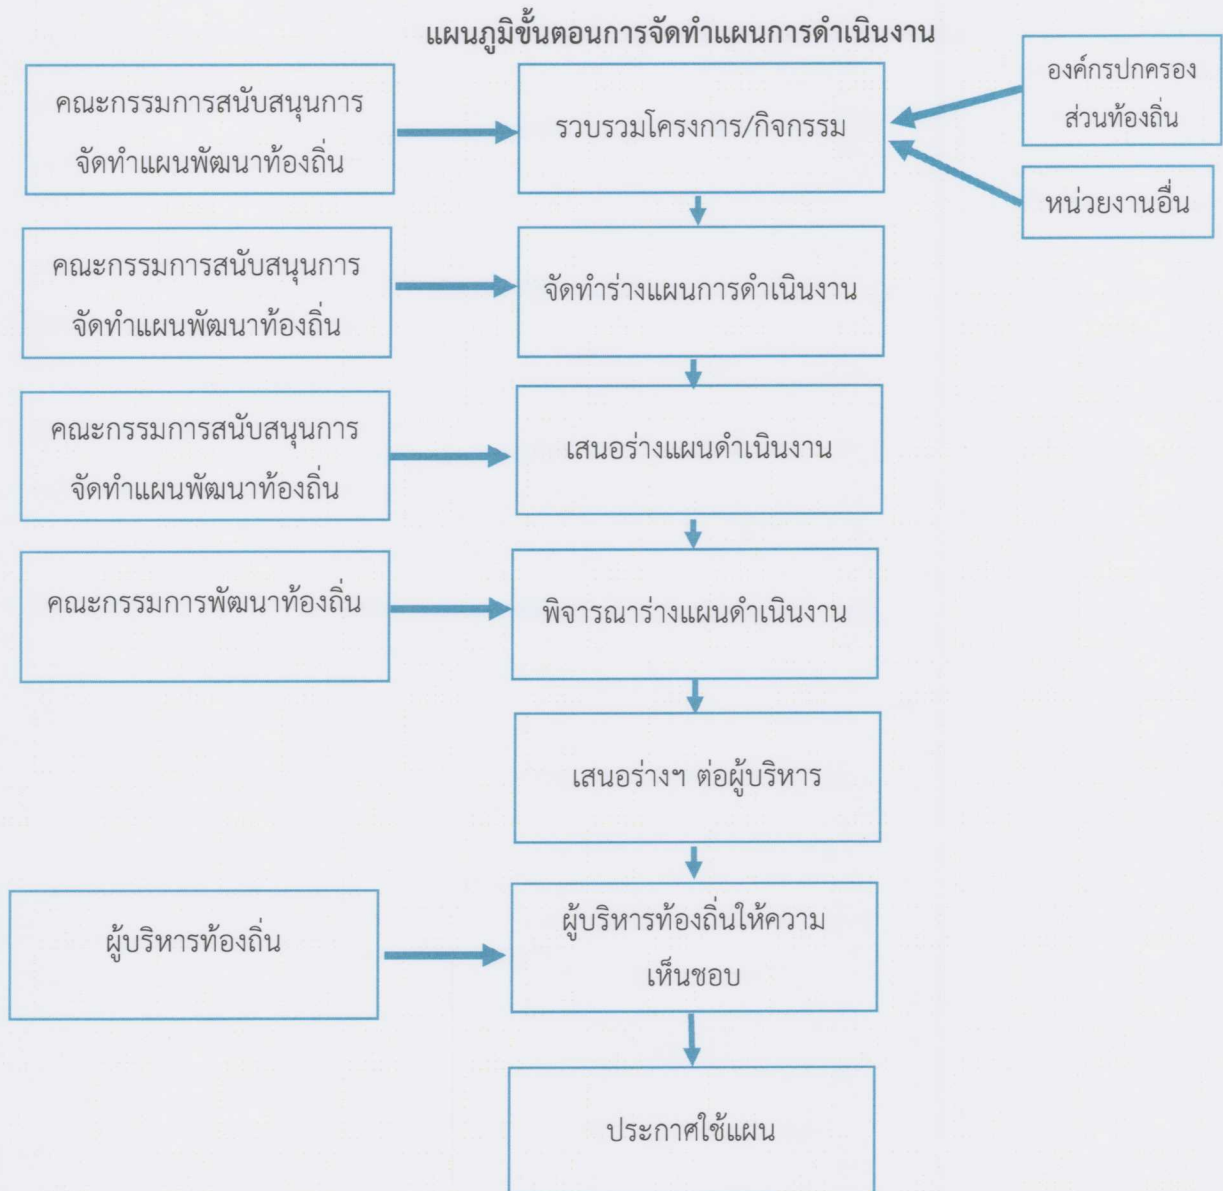 แผนภูมิขั้นตอนการจัดทำแผนการดำเนินงาน
คณะกรรมการสนับสนุนการ
จัดทำแผนพัฒนาท้องถิ่น
รวบรวมโครงการ/กิจกรรม
องค์กรปกครอง
ส่วนท้องถิ่น
หน่วยงานอื่น
คณะกรรมการสนับสนุนการ
จัดทำแผนพัฒนาท้องถิ่น
จัดทำร่างแผนการดำเนินงาน
คณะกรรมการสนับสนุนการ
จัดทำแผนพัฒนาท้องถิ่น
เสนอร่างแผนดำเนินงาน
คณะกรรมการพัฒนาท้องถิ่น
พิจารณาร่างแผนดำเนินงาน
เสนอร่างฯ ต่อผู้บริหาร
ผู้บริหารท้องถิ่น
ผู้บริหารท้องถิ่นให้ความ
เห็นชอบ
ประกาศใช้แผน